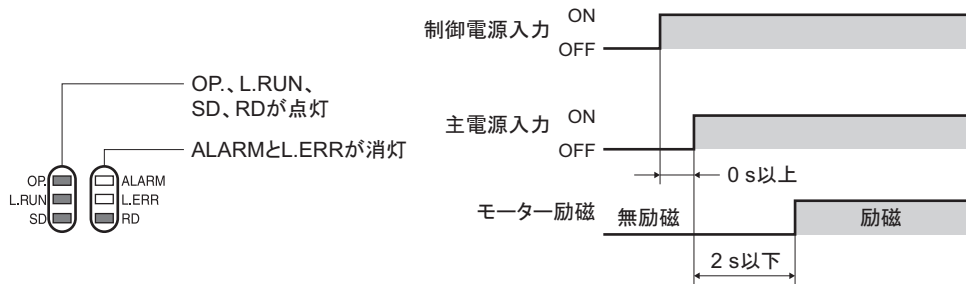 OP.、L.RUN、
SD、RDが点灯
ALARMとL.ERRが消灯
OP. ALARM
L.RUN L.ERR
SD RD
制御電源入力 ON
OFF
主電源入力 ON
OFF
0 s以上
モーター励磁 無励磁 励磁
2 s以下